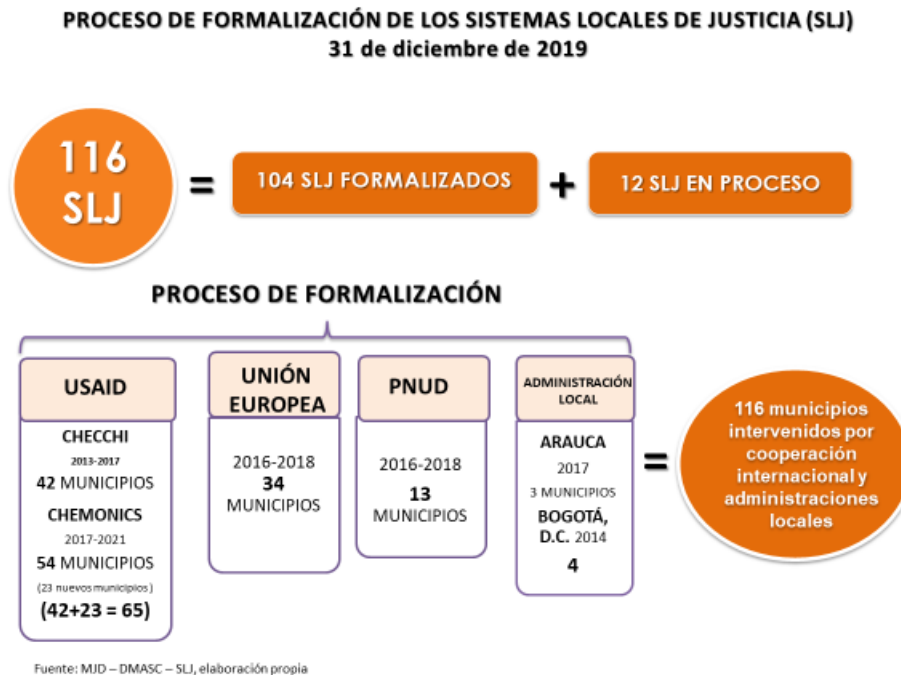 PROCESO DE FORMALIZACIÓN DE LOS SISTEMAS LOCALES DE JUSTICIA (SLJ)
31 de diciembre de 2019
116
SLJ
=
104 SLJ FORMALIZADOS
+
12 SLJ EN PROCESO
PROCESO DE FORMALIZACIÓN
USAID
CHECCHI
2013-2017
42 MUNICIPIOS
CHEMONICS
2017-2021
54 MUNICIPIOS
(23 nuevos municipios)
(42+23 = 65)
UNIÓN
EUROPEA
2016-2018
34
MUNICIPIOS
PNUD
2016-2018
13
MUNICIPIOS
ADMINISTRACIÓN
LOCAL
ARAUCA
2017
3 MUNICIPIOS
BOGOTÁ,
D.C. 2014
4
=
116 municipios
intervenidos por
cooperación
internacional y
administraciones
locales
Fuente: MJD – DMASC – SLJ, elaboración propia